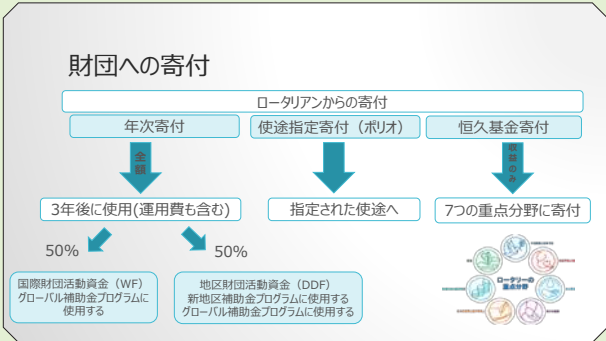 財団への寄付
ロータリアンからの寄付
年次寄付
使途指定寄付（ポリオ）
恒久基金寄付
全額
収益のみ
3年後に使用(運用費も含む)
指定された使途へ
7つの重点分野に寄付
50%
50%
国際財団活動資金（WF）
グローバル補助金プログラムに
使用する
地区財団活動資金（DDF）
新地区補助金プログラムに使用する
グローバル補助金プログラムに使用する
ロータリーの
重点分野